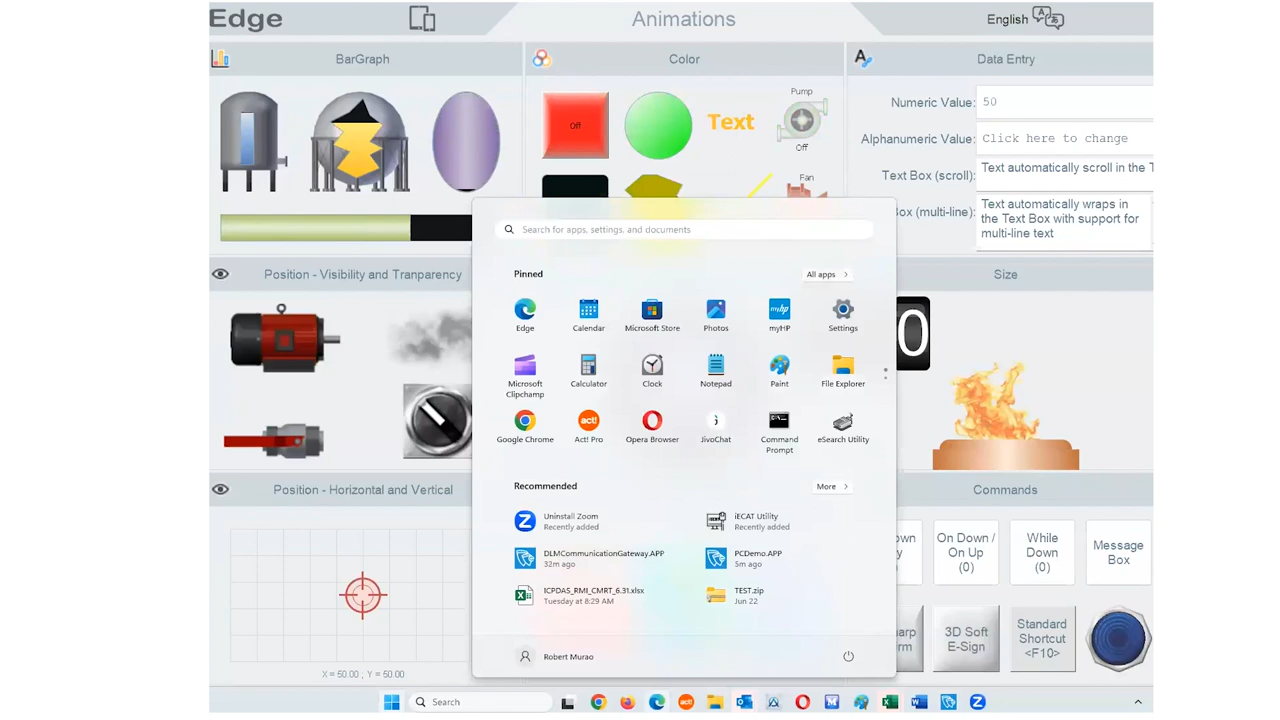 Edge
Animations
English
BarGraph
Color
Data Entry
Off
Text
Pump
Off
Fan
Numeric Value:
50
Alphanumeric Value:
Click here to change
Text Box (scroll):
Text automatically scroll in the T
Box (multi-line):
Text automatically wraps in
the Text Box with support for
multi-line text
Position - Visibility and Tranparency
Size
0
Position - Horizontal and Vertical
X = 50.00 ; Y = 50.00
Commands
On Down /
On Up
(0)
While
Down
(0)
Message
Box
3D Soft
E-Sign
Standard
Shortcut
<F10>
Search for apps, settings, and documents
Pinned
All apps
Edge
Calendar
Microsoft Store
Photos
myHP
Settings
Microsoft
Clipchamp
Calculator
Clock
Notepad
Paint
File Explorer
Google Chrome
Act! Pro
Opera Browser
JivoChat
Command
Prompt
eSearch Utility
Recommended
More
Uninstall Zoom
Recently added
iECAT Utility
Recently added
DLMCommunicationGateway.APP
32m ago
PCDemo.APP
5m ago
ICPDAS_RMI_CMRT_6.31.xlsx
Tuesday at 8:29 AM
TEST.zip
Jun 22
Robert Murao
Search